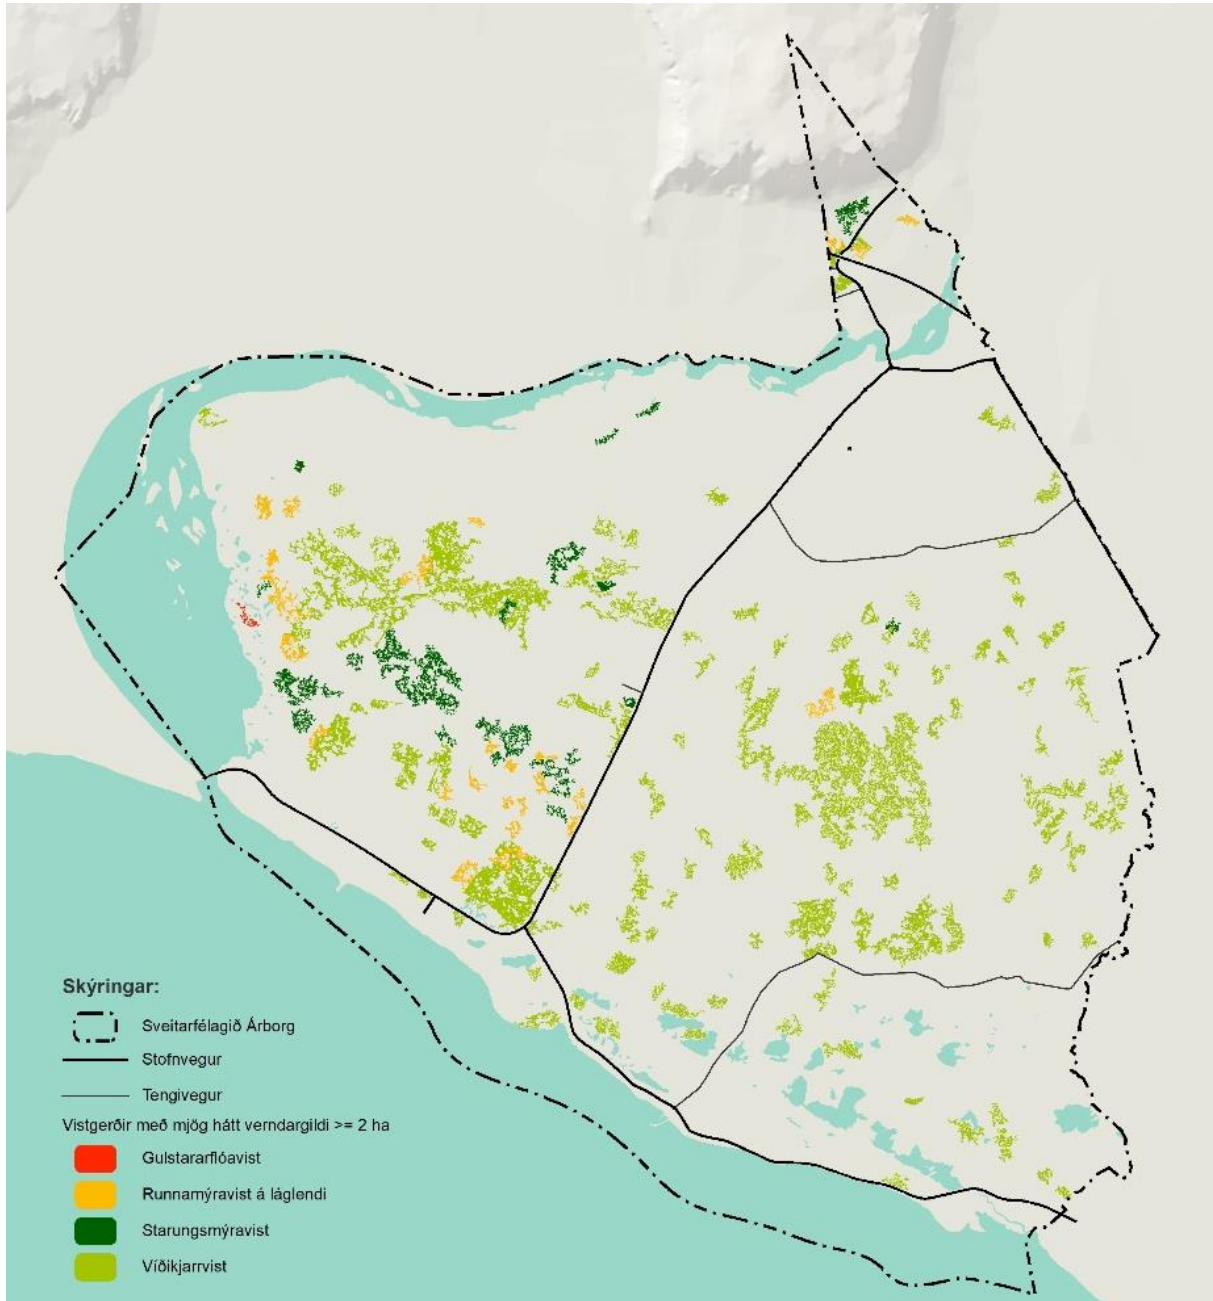 Skýringar:
Sveitarfélagið Árborg
Stofnvegur
Tengivegur
Vistgerðir með mjög hátt verndargildi >= 2 ha
Gulstararflóavist
Runnamýravist á láglendi
Starungsmýravist
Víðikjarrvist